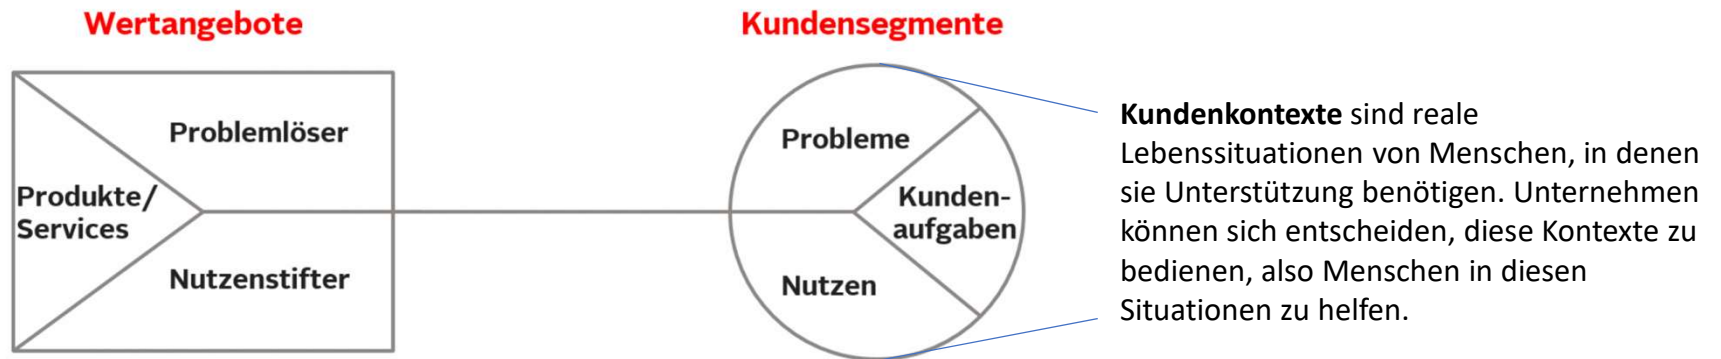 Wertangebote
Kundensegmente
Problemlöser
Produkte/
Services
Nutzenstifter
Probleme
Kunden-
aufgaben
Nutzen
Kundenkontexte sind reale
Lebenssituationen von Menschen, in denen
sie Unterstützung benötigen. Unternehmen
können sich entscheiden, diese Kontexte zu
bedienen, also Menschen in diesen
Situationen zu helfen.